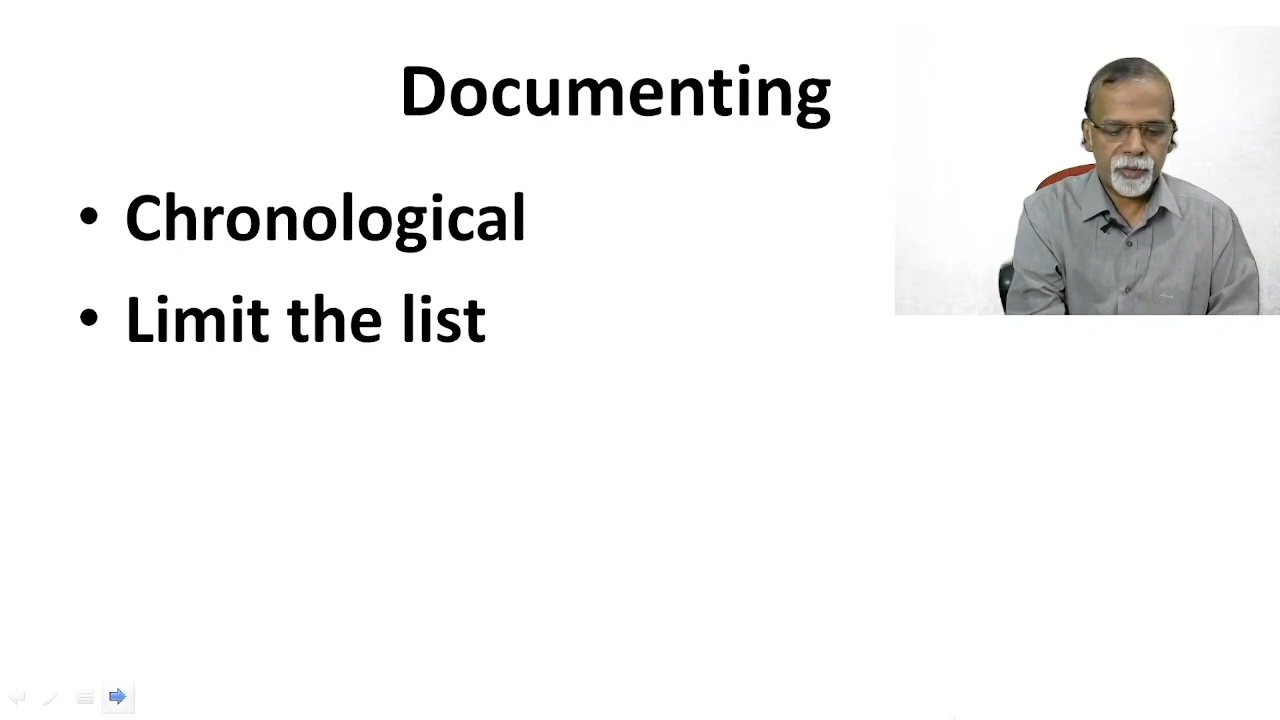 Documenting
• Chronological
• Limit the list